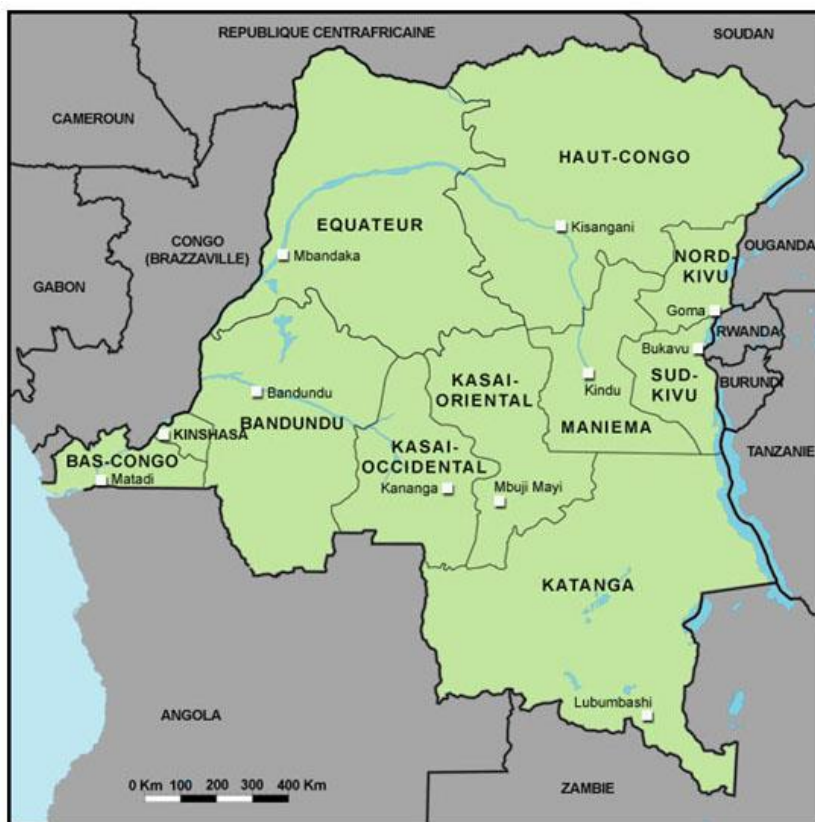 REPUBLIQUE CENTRAFRICAINE
SOUDAN
CAMEROUN
HAUT-CONGO
EQUATEUR
Kisangani
CONGO
(BRAZZAVILLE)
Mbandaka
NORD-
KIVU
OUGANDA
GABON
Goma
RWANDA
Bukavu
KASAI-
ORIENTAL
Kindu
SUD-
KIVU
BURUNDI
Bandundu
BANDUNDU
MANIEMA
KINSHASA
KASAI-
OCCIDENTAL
TANZANIE
BAS-CONGO
Matadi
Kananga
Mbuji Mayi
KATANGA
Lubumbashi
ANGOLA
0 Km 100 200 300 400 Km
ZAMBIE